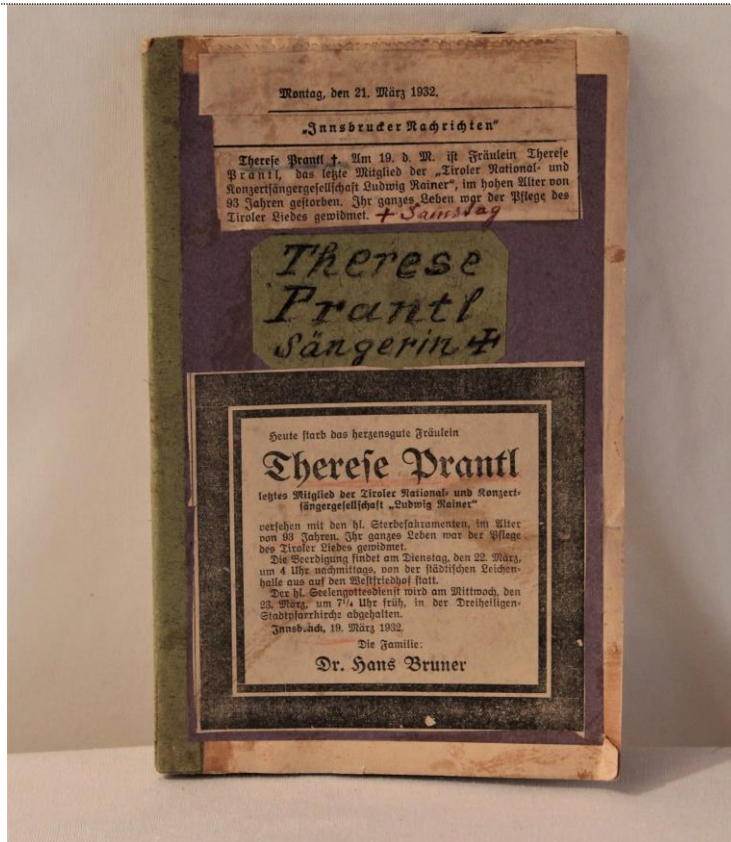 Montag, den 21. März 1932.
„Innsbrucker Nachrichten"
Therese Prantl †. Am 19. d. M. ist Fräulein Therese
Prantl, das letzte Mitglied der „Tiroler National- und
Konzertsängergesellschaft Ludwig Rainer", im hohen Alter von
93 Jahren gestorben. Ihr ganzes Leben war der Pflege des
Tiroler Liedes gewidmet. + Samstag
Therese
Prantl
Sängerin ✝
Heute starb das herzensgute Fräulein
Therese Prantl
letztes Mitglied der Tiroler National- und Konzert-
sängergesellschaft „Ludwig Rainer"
versehen mit den hl. Sterbesakramenten, im Alter
von 93 Jahren. Ihr ganzes Leben war der Pflege
des Tiroler Liedes gewidmet.
Die Beerdigung findet am Dienstag, den 22. März,
um 4 Uhr nachmittags, von der städtischen Leichen-
halle aus auf den Westfriedhof statt.
Der hl. Seelengottesdienst wird am Mittwoch, den
23. März, um 7¼ Uhr früh, in der Dreiheiligen-
Stadtpfarrkirche abgehalten.
Innsbruck, 19. März 1932.
Die Familie:
Dr. Hans Bruner